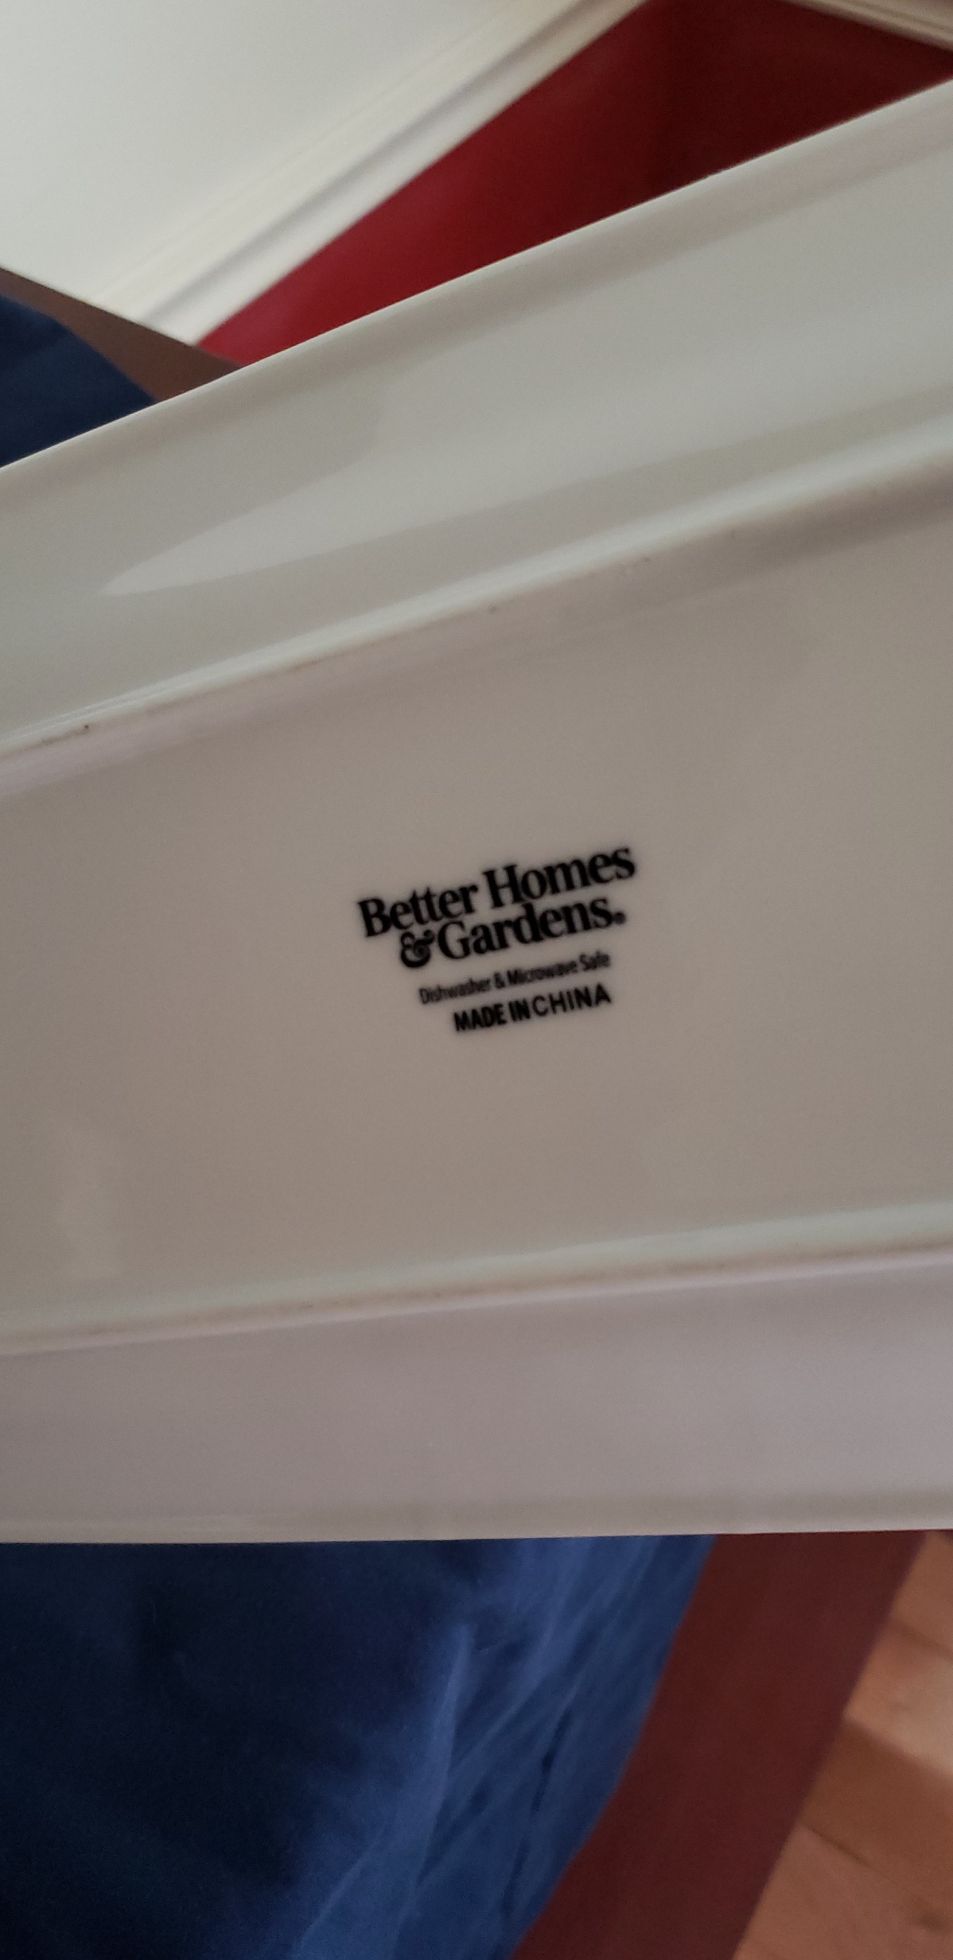 Better Homes
&Gardens.
Dishwasher & Microwave Safe
MADE IN CHINA